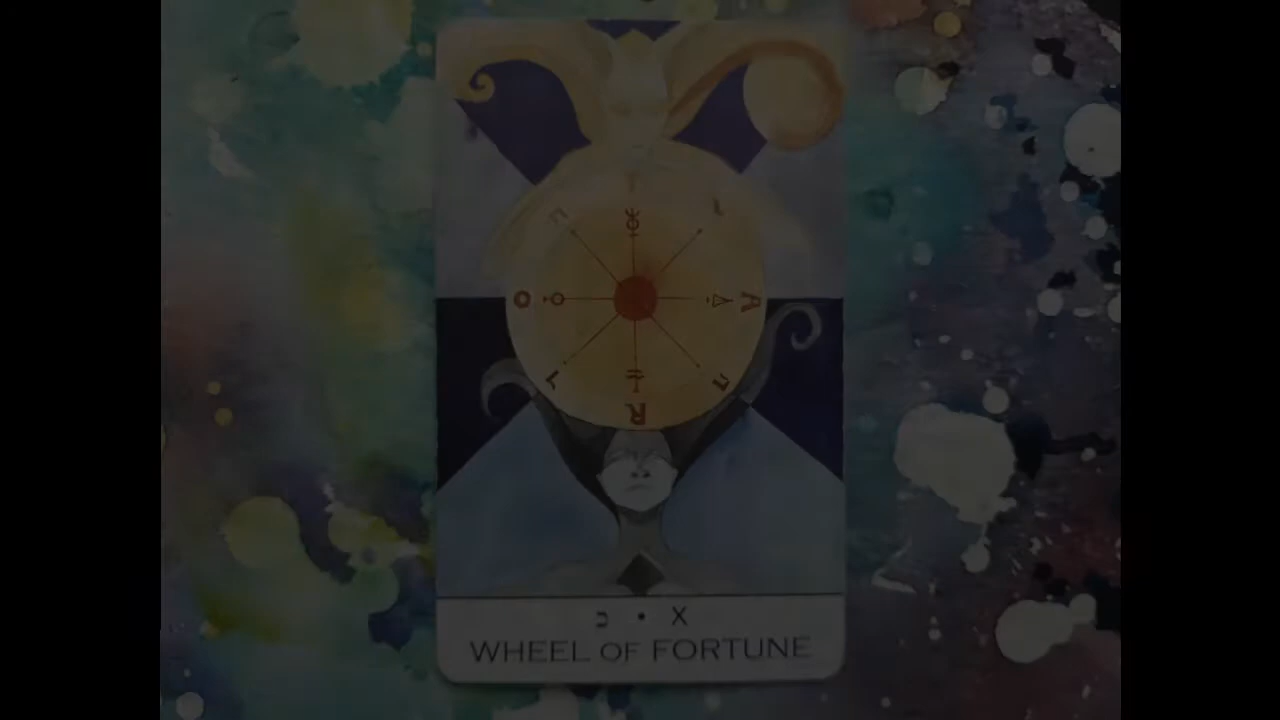 O A R
כ • X
WHEEL OF FORTUNE